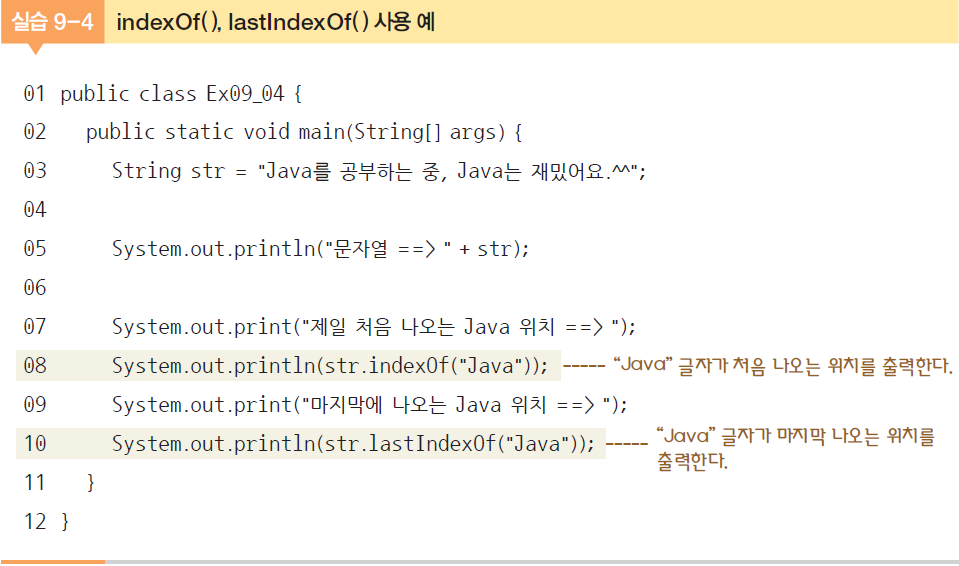 실습 9-4 indexOf( ), lastIndexOf( ) 사용 예
01 public class Ex09_04 {
02 public static void main(String[] args) {
03 String str = "Java를 공부하는 중, Java는 재밌어요.^^";
04
05 System.out.println("문자열 ==> " + str);
06
07 System.out.print("제일 처음 나오는 Java 위치 ==> ");
08 System.out.println(str.indexOf("Java")); ----- “Java” 글자가 처음 나오는 위치를 출력한다.
09 System.out.print("마지막에 나오는 Java 위치 ==> ");
10 System.out.println(str.lastIndexOf("Java")); ----- “Java” 글자가 마지막 나오는 위치를
출력한다.
11 }
12 }